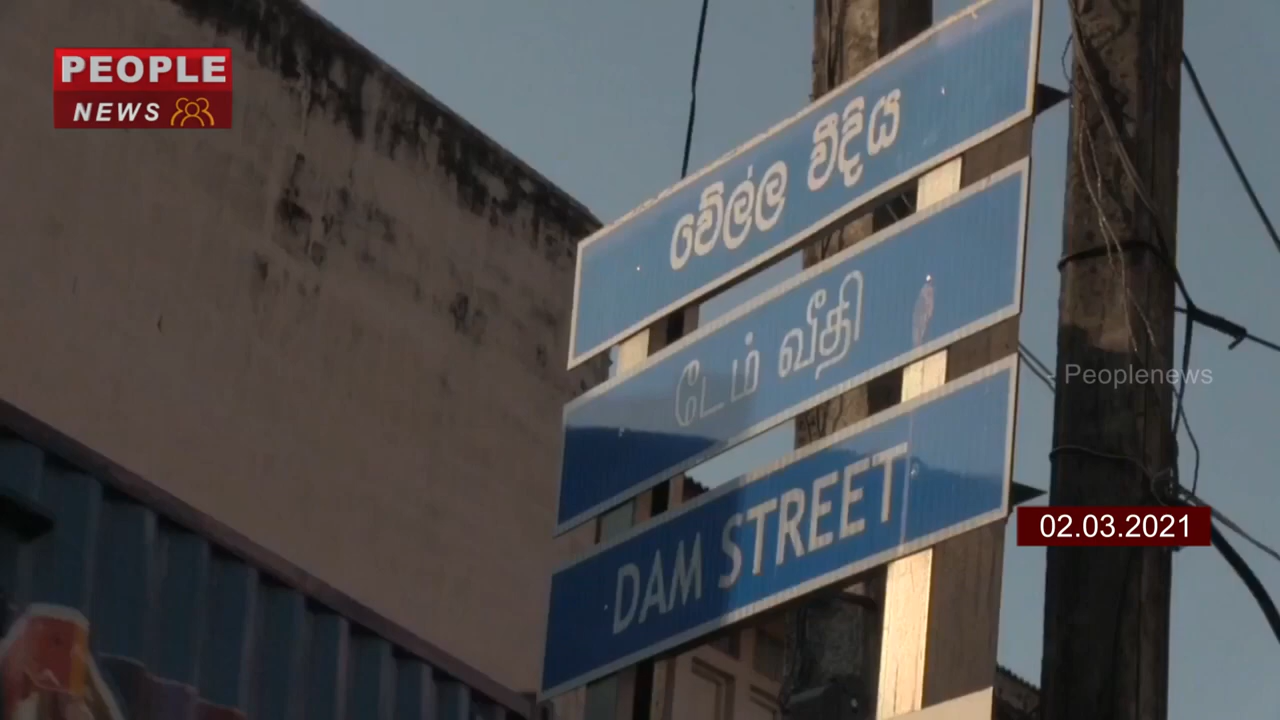 PEOPLE
NEWS
වේල්ල වීදිය
டேம் வீதி
DAM STREET
Peoplenews
02.03.2021